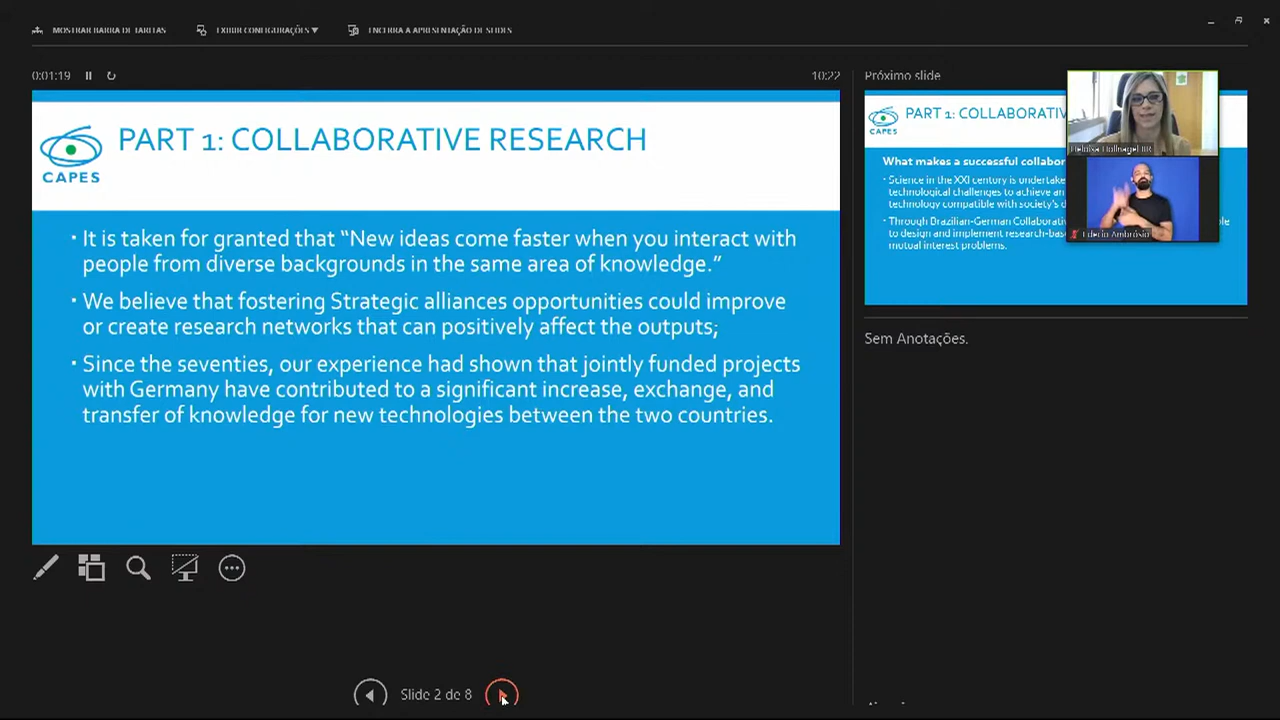 MOSTRAR BARRA DE TAREFAS
EXIBIR CONFIGURAÇÕES
ENCERRA A APRESENTAÇÃO DE SLIDES
0:01:19
10:22
CAPES
PART 1: COLLABORATIVE RESEARCH
· It is taken for granted that “New ideas come faster when you interact with
people from diverse backgrounds in the same area of knowledge.”
· We believe that fostering Strategic alliances opportunities could improve
or create research networks that can positively affect the outputs;
· Since the seventies, our experience had shown that jointly funded projects
with Germany have contributed to a significant increase, exchange, and
transfer of knowledge for new technologies between the two countries.
Slide 2 de 8
Próximo slide
CAPES
PART 1: COLLABORATIV
What makes a successful collabor
· Science in the XXI century is undertake
technological challenges to achieve an
technology compatible with society's d
· Through Brazilian-German Collaborativ
to design and implement research-bas
mutual interest problems.
Heloisa Hollnagel
Edecio Ambrósio
Sem Anotações.